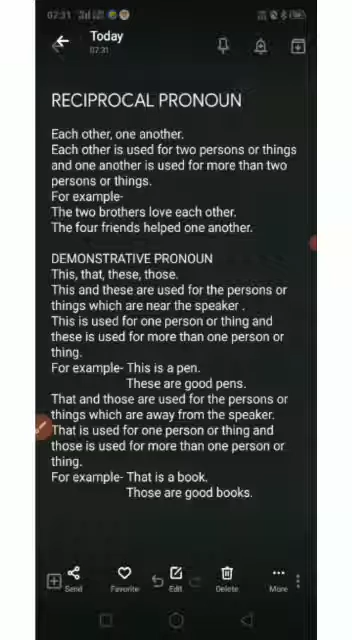 07:31
Today
07:31
RECIPROCAL PRONOUN
Each other, one another.
Each other is used for two persons or things
and one another is used for more than two
persons or things.
For example-
The two brothers love each other.
The four friends helped one another.
DEMONSTRATIVE PRONOUN
This, that, these, those.
This and these are used for the persons or
things which are near the speaker .
This is used for one person or thing and
these is used for more than one person or
thing.
For example- This is a pen.
These are good pens.
That and those are used for the persons or
things which are away from the speaker.
That is used for one person or thing and
those is used for more than one person or
thing.
For example- That is a book.
Those are good books.
Send Favorite Edit Delete More